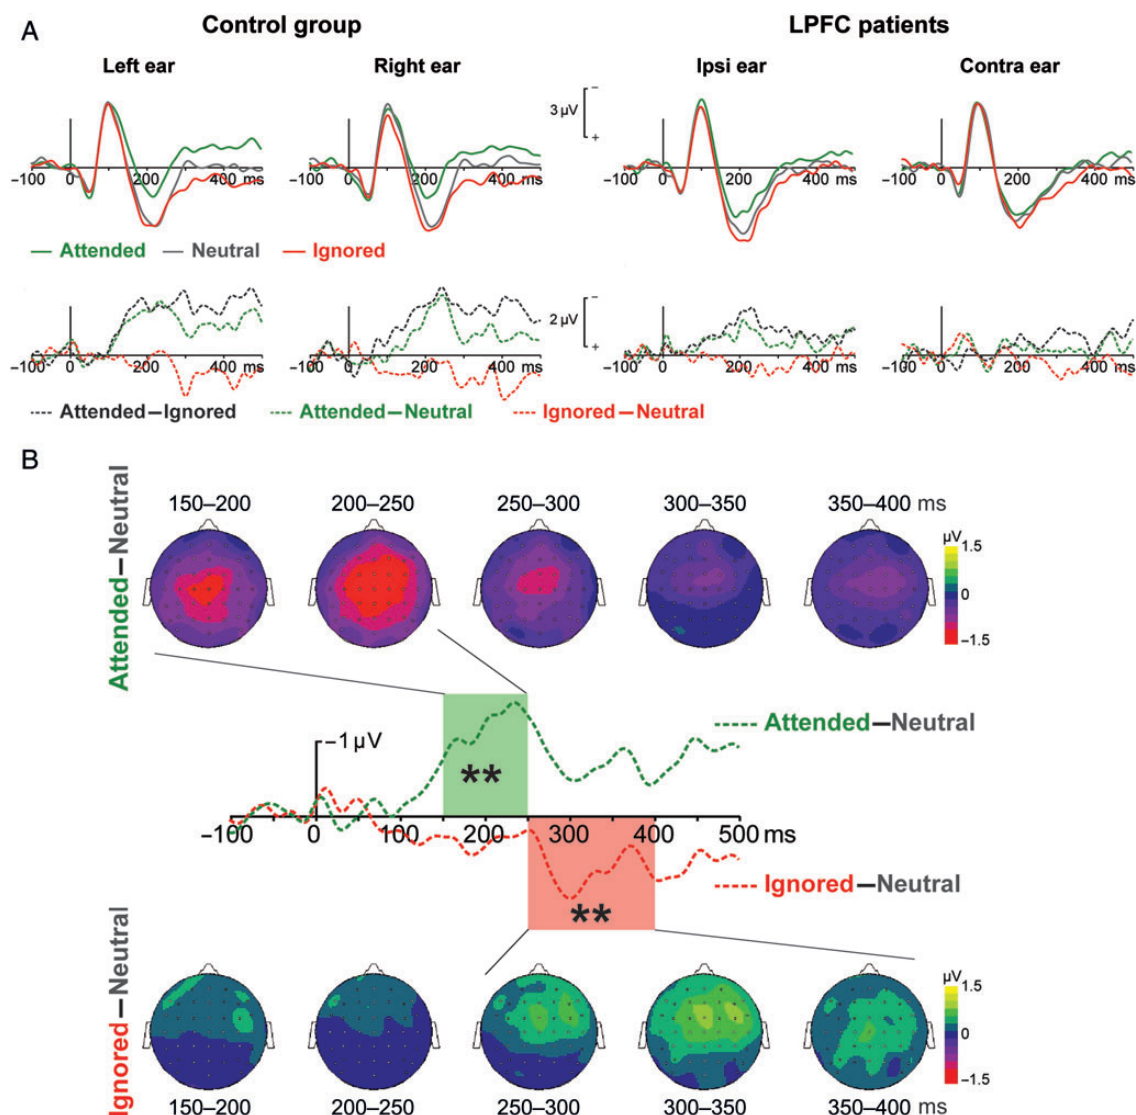 A
Control group
LPFC patients
Left ear
Right ear
Ipsi ear
Contra ear
3 µV
−
+
−100 0 200 400 ms
−100 0 200 400 ms
−100 0 200 400 ms
−100 0 200 400 ms
Attended Neutral Ignored
2 µV
−
+
−100 0 200 400 ms
−100 0 200 400 ms
−100 0 200 400 ms
−100 0 200 400 ms
Attended−Ignored Attended−Neutral Ignored−Neutral
B
Attended−Neutral
150–200 200–250 250–300 300–350 350–400 ms
µV
1.5
0
−1.5
−1 µV
Attended−Neutral
**
−100 0 100 200 300 400 500 ms
Ignored−Neutral
**
Ignored−Neutral
µV
1.5
0
−1.5
150–200 200–250 250–300 300–350 350–400 ms